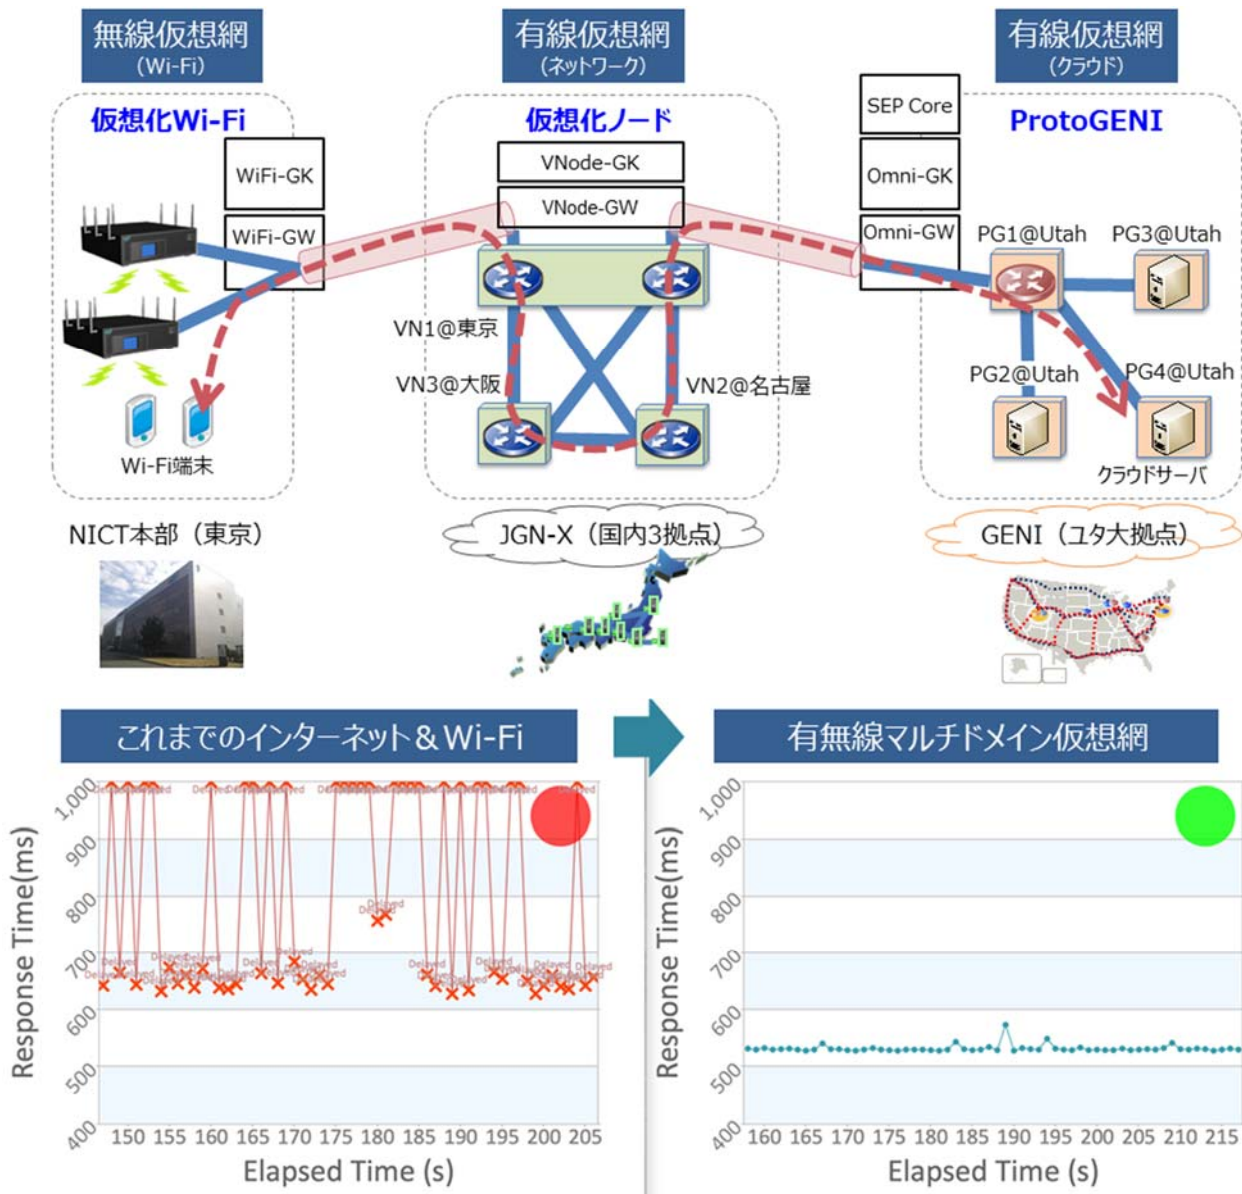 無線仮想網
(Wi-Fi)
有線仮想網
(ネットワーク)
有線仮想網
(クラウド)
仮想化Wi-Fi
WiFi-GK
WiFi-GW
Wi-Fi端末
仮想化ノード
VNode-GK
VNode-GW
VN1@東京
VN3@大阪
VN2@名古屋
SEP Core
Omni-GK
Omni-GW
ProtoGENI
PG1@Utah
PG3@Utah
PG2@Utah
PG4@Utah
クラウドサーバ
NICT本部（東京）
JGN-X（国内3拠点）
GENI（ユタ大拠点）
これまでのインターネット＆Wi-Fi
有無線マルチドメイン仮想網
Response Time(ms)
1,000
900
800
700
600
500
400
Delayed
Delayed
Delayed
Delayed
Delayed
Delayed
150 155 160 165 170 175 180 185 190 195 200 205
Elapsed Time (s)
Response Time(ms)
1,000
900
800
700
600
500
400
160 165 170 175 180 185 190 195 200 205 210 215
Elapsed Time (s)